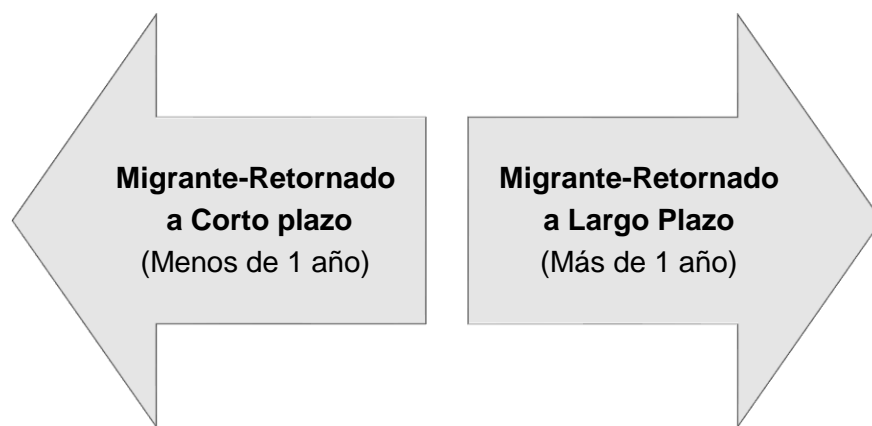 Migrante-Retornado
a Corto plazo
(Menos de 1 año)
Migrante-Retornado
a Largo Plazo
(Más de 1 año)